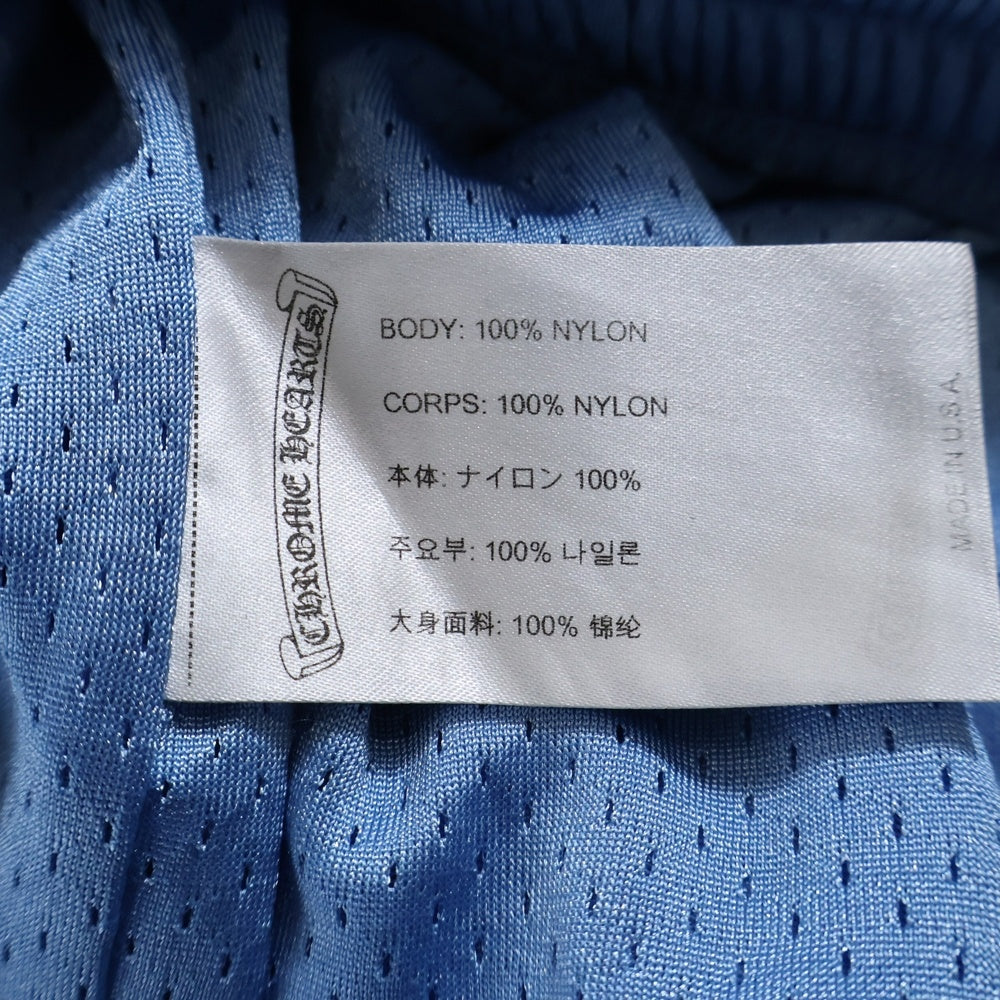 CHROME HEARTS
BODY: 100% NYLON
CORPS: 100% NYLON
本体: ナイロン 100%
주요부: 100% 나일론
大身面料: 100% 锦纶
MADE IN U.S.A.